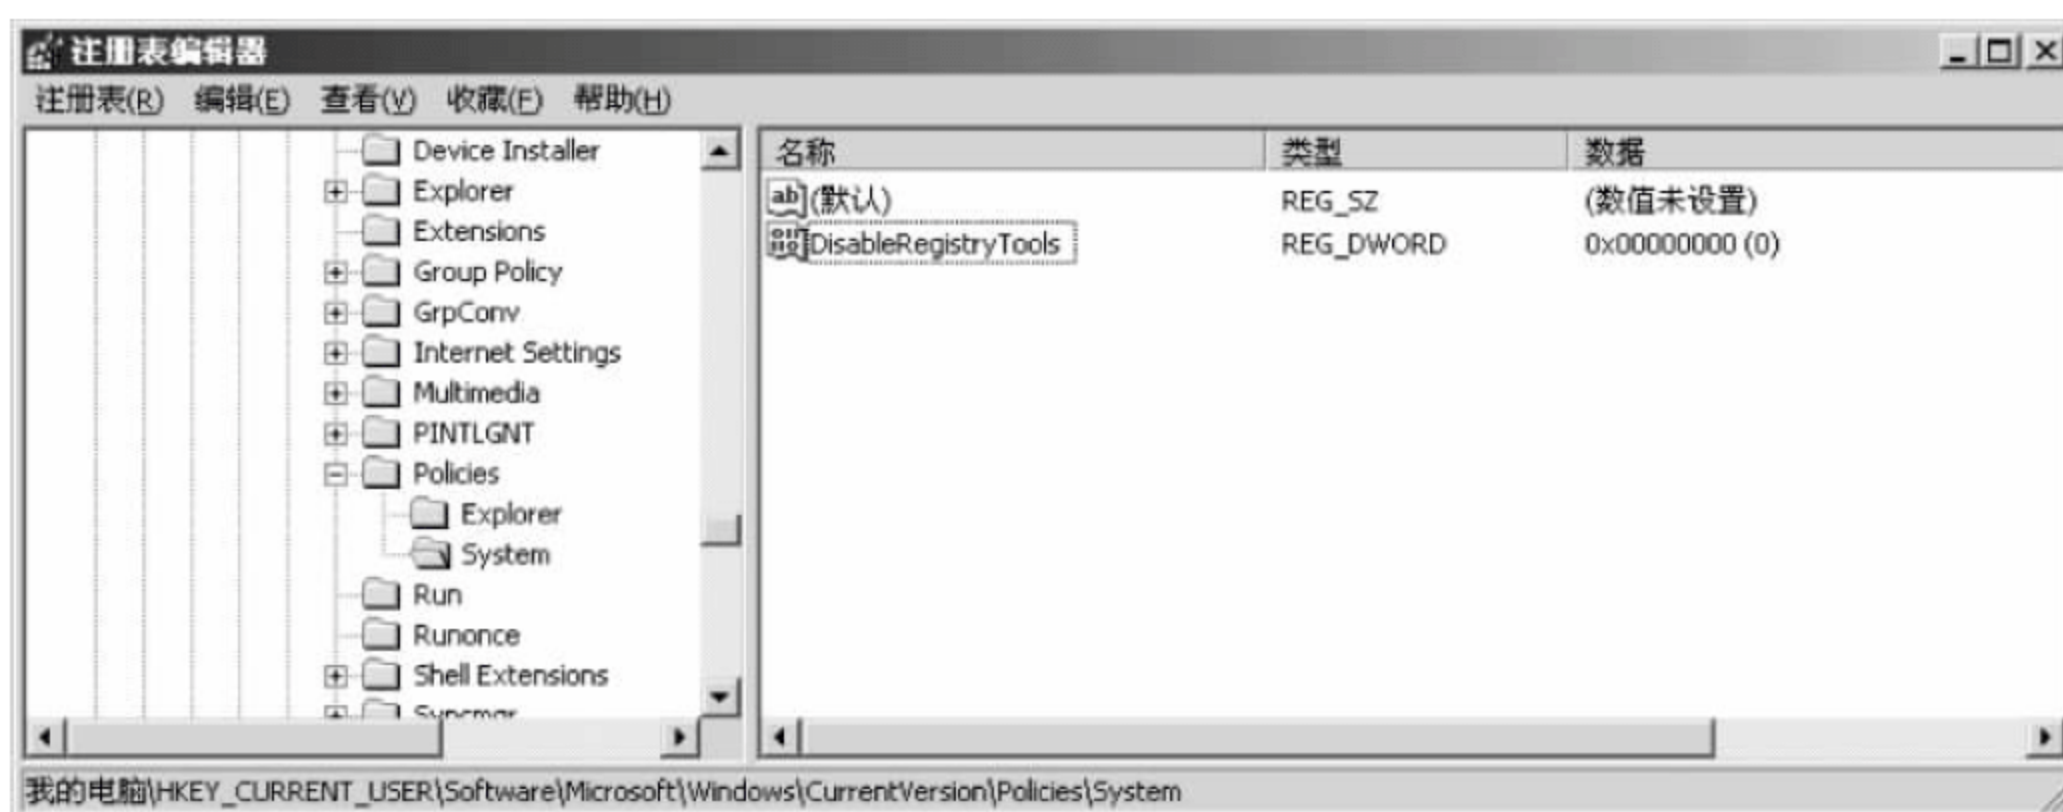 注册表编辑器
注册表(R) 编辑(E) 查看(V) 收藏(F) 帮助(H)
Device Installer
Explorer
Extensions
Group Policy
GrpConv
Internet Settings
Multimedia
PINTLGNT
Policies
Explorer
System
Run
Runonce
Shell Extensions
Syncmgr
名称 类型 数据
(默认) REG_SZ (数值未设置)
DisableRegistryTools REG_DWORD 0x00000000 (0)
我的电脑\HKEY_CURRENT_USER\Software\Microsoft\Windows\CurrentVersion\Policies\System